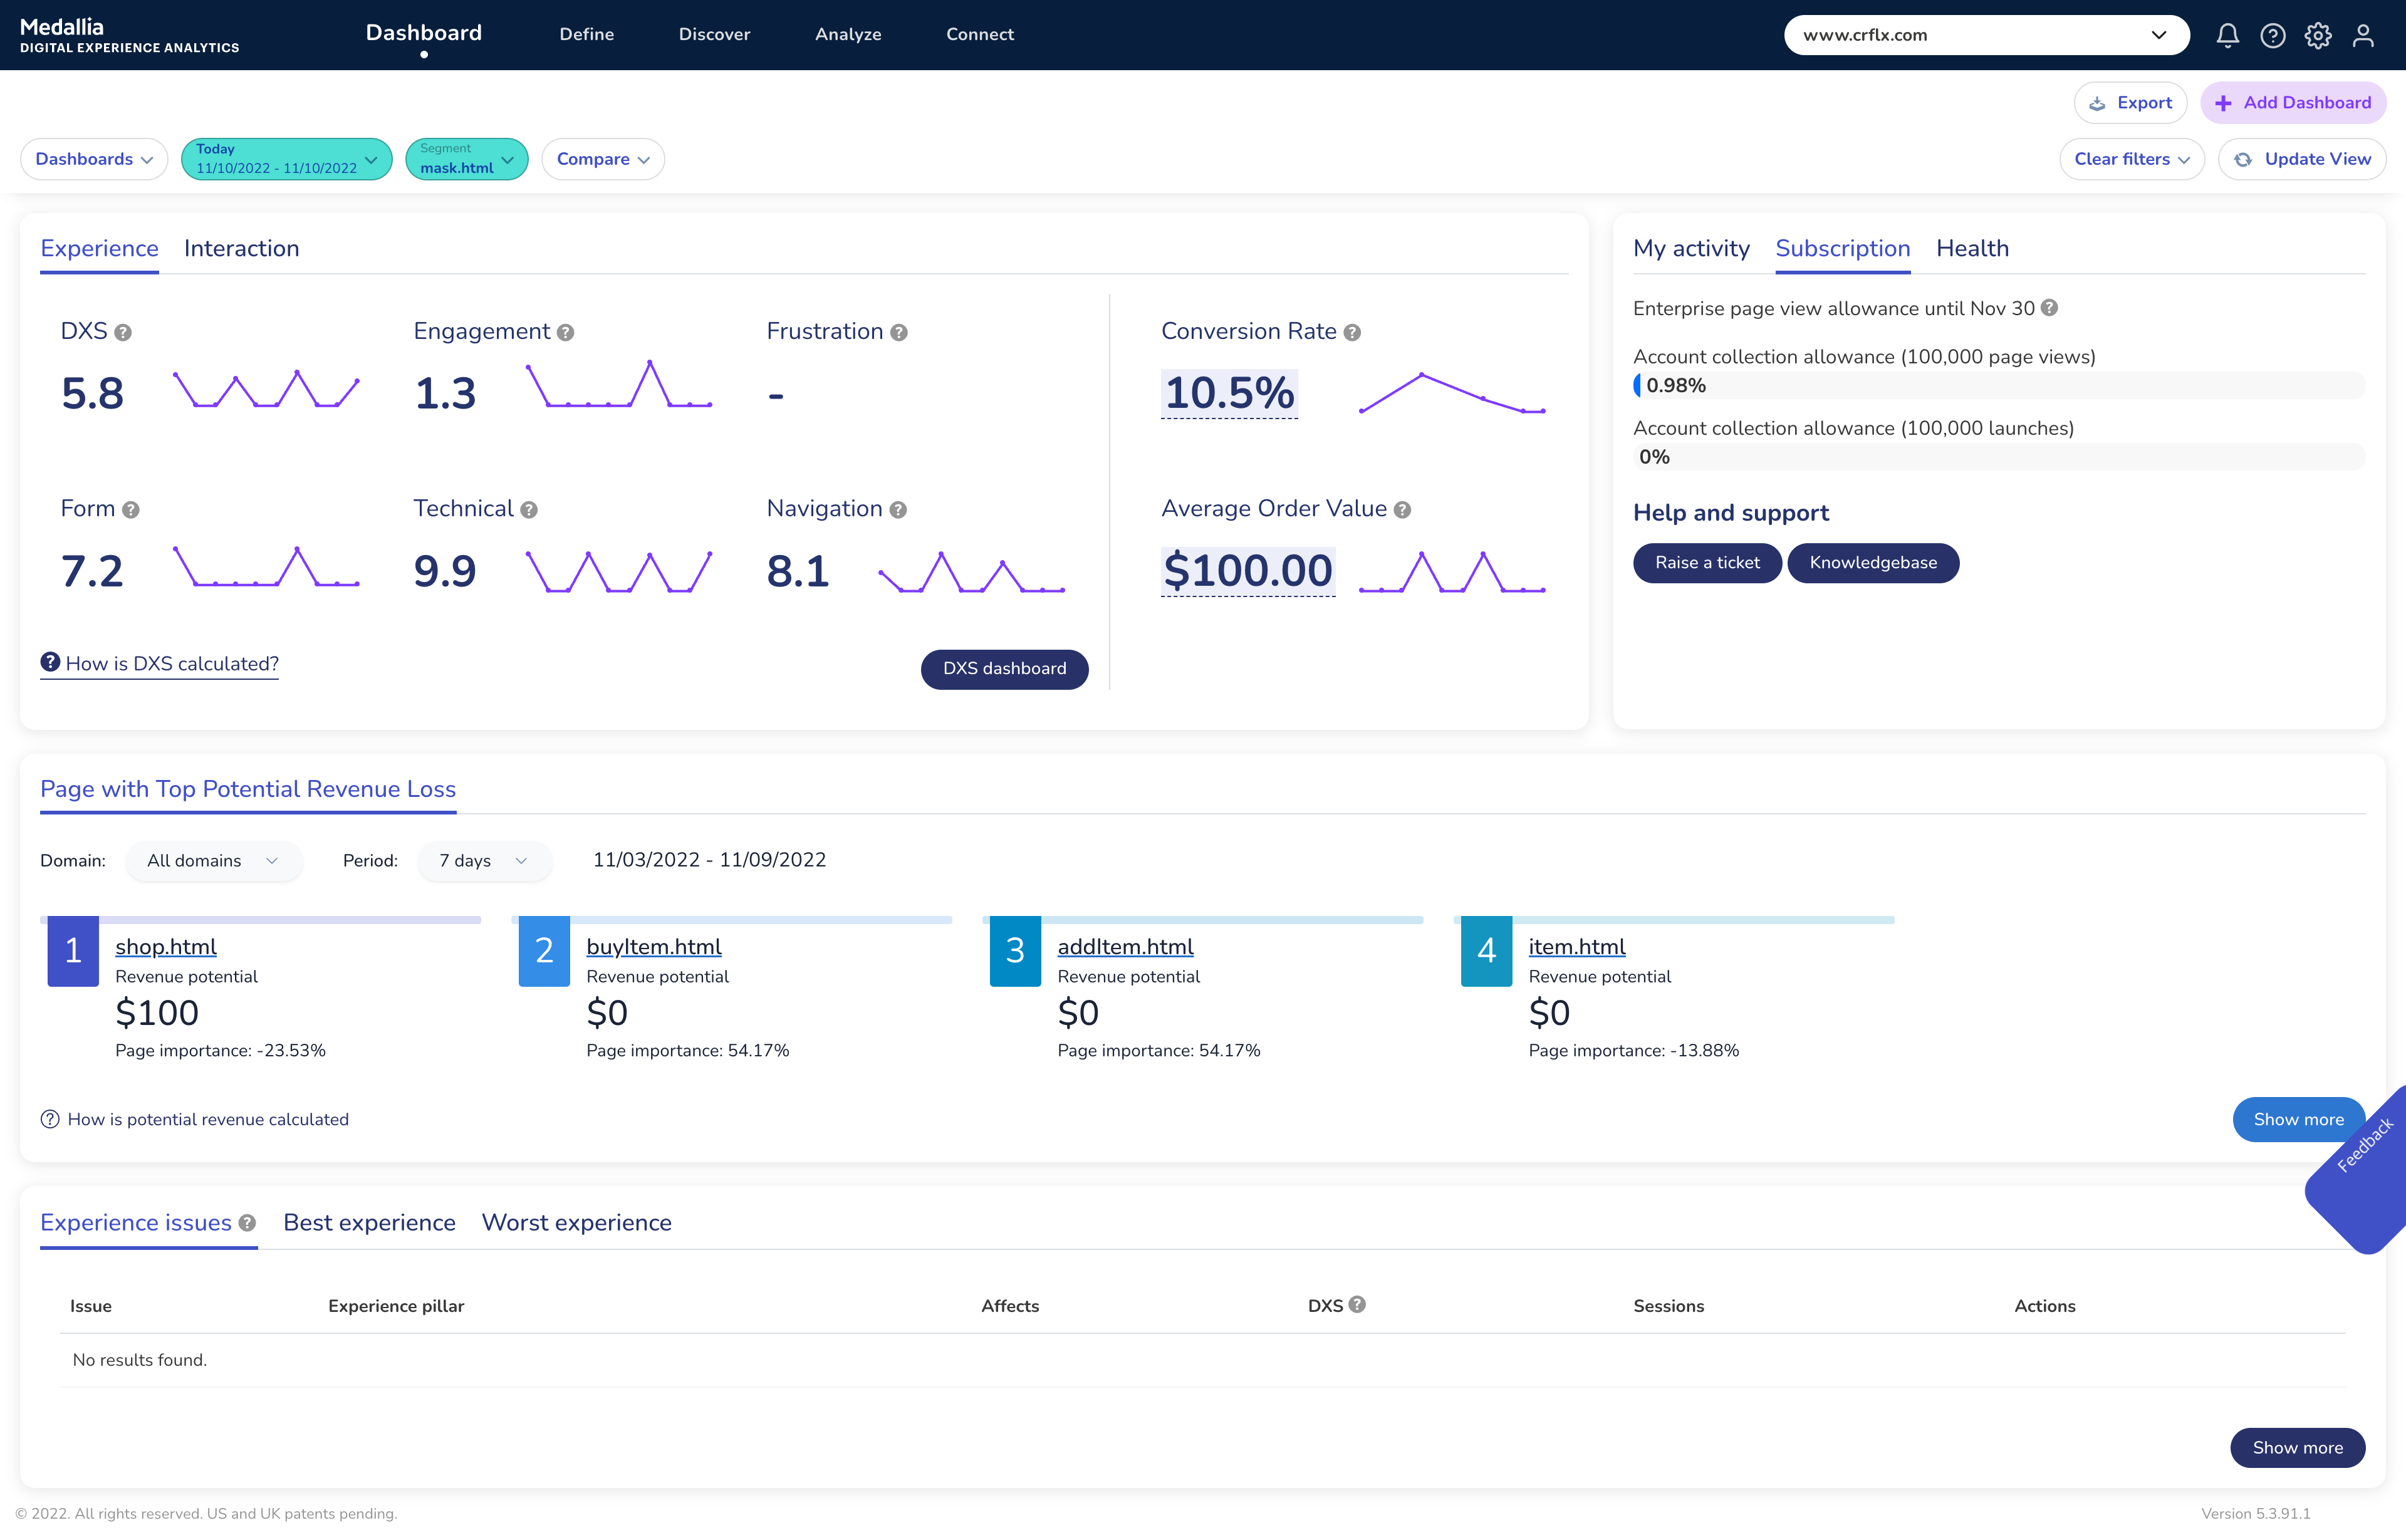 Medallia
DIGITAL EXPERIENCE ANALYTICS
Dashboard
Define
Discover
Analyze
Connect
www.crflx.com
Export
Add Dashboard
Dashboards
Today
11/10/2022 - 11/10/2022
Segment
mask.html
Compare
Clear filters
Update View
Experience
Interaction
DXS ?
5.8
Engagement ?
1.3
Frustration ?
-
Conversion Rate ?
10.5%
Form ?
7.2
Technical ?
9.9
Navigation ?
8.1
Average Order Value ?
$100.00
? How is DXS calculated?
DXS dashboard
My activity
Subscription
Health
Enterprise page view allowance until Nov 30 ?
Account collection allowance (100,000 page views)
0.98%
Account collection allowance (100,000 launches)
0%
Help and support
Raise a ticket
Knowledgebase
Page with Top Potential Revenue Loss
Domain:
All domains
Period:
7 days
11/03/2022 - 11/09/2022
1
shop.html
Revenue potential
$100
Page importance: -23.53%
2
buyItem.html
Revenue potential
$0
Page importance: 54.17%
3
addItem.html
Revenue potential
$0
Page importance: 54.17%
4
item.html
Revenue potential
$0
Page importance: -13.88%
? How is potential revenue calculated
Show more
Feedback
Experience issues ?
Best experience
Worst experience
Issue
Experience pillar
Affects
DXS ?
Sessions
Actions
No results found.
Show more
© 2022. All rights reserved. US and UK patents pending.
Version 5.3.91.1